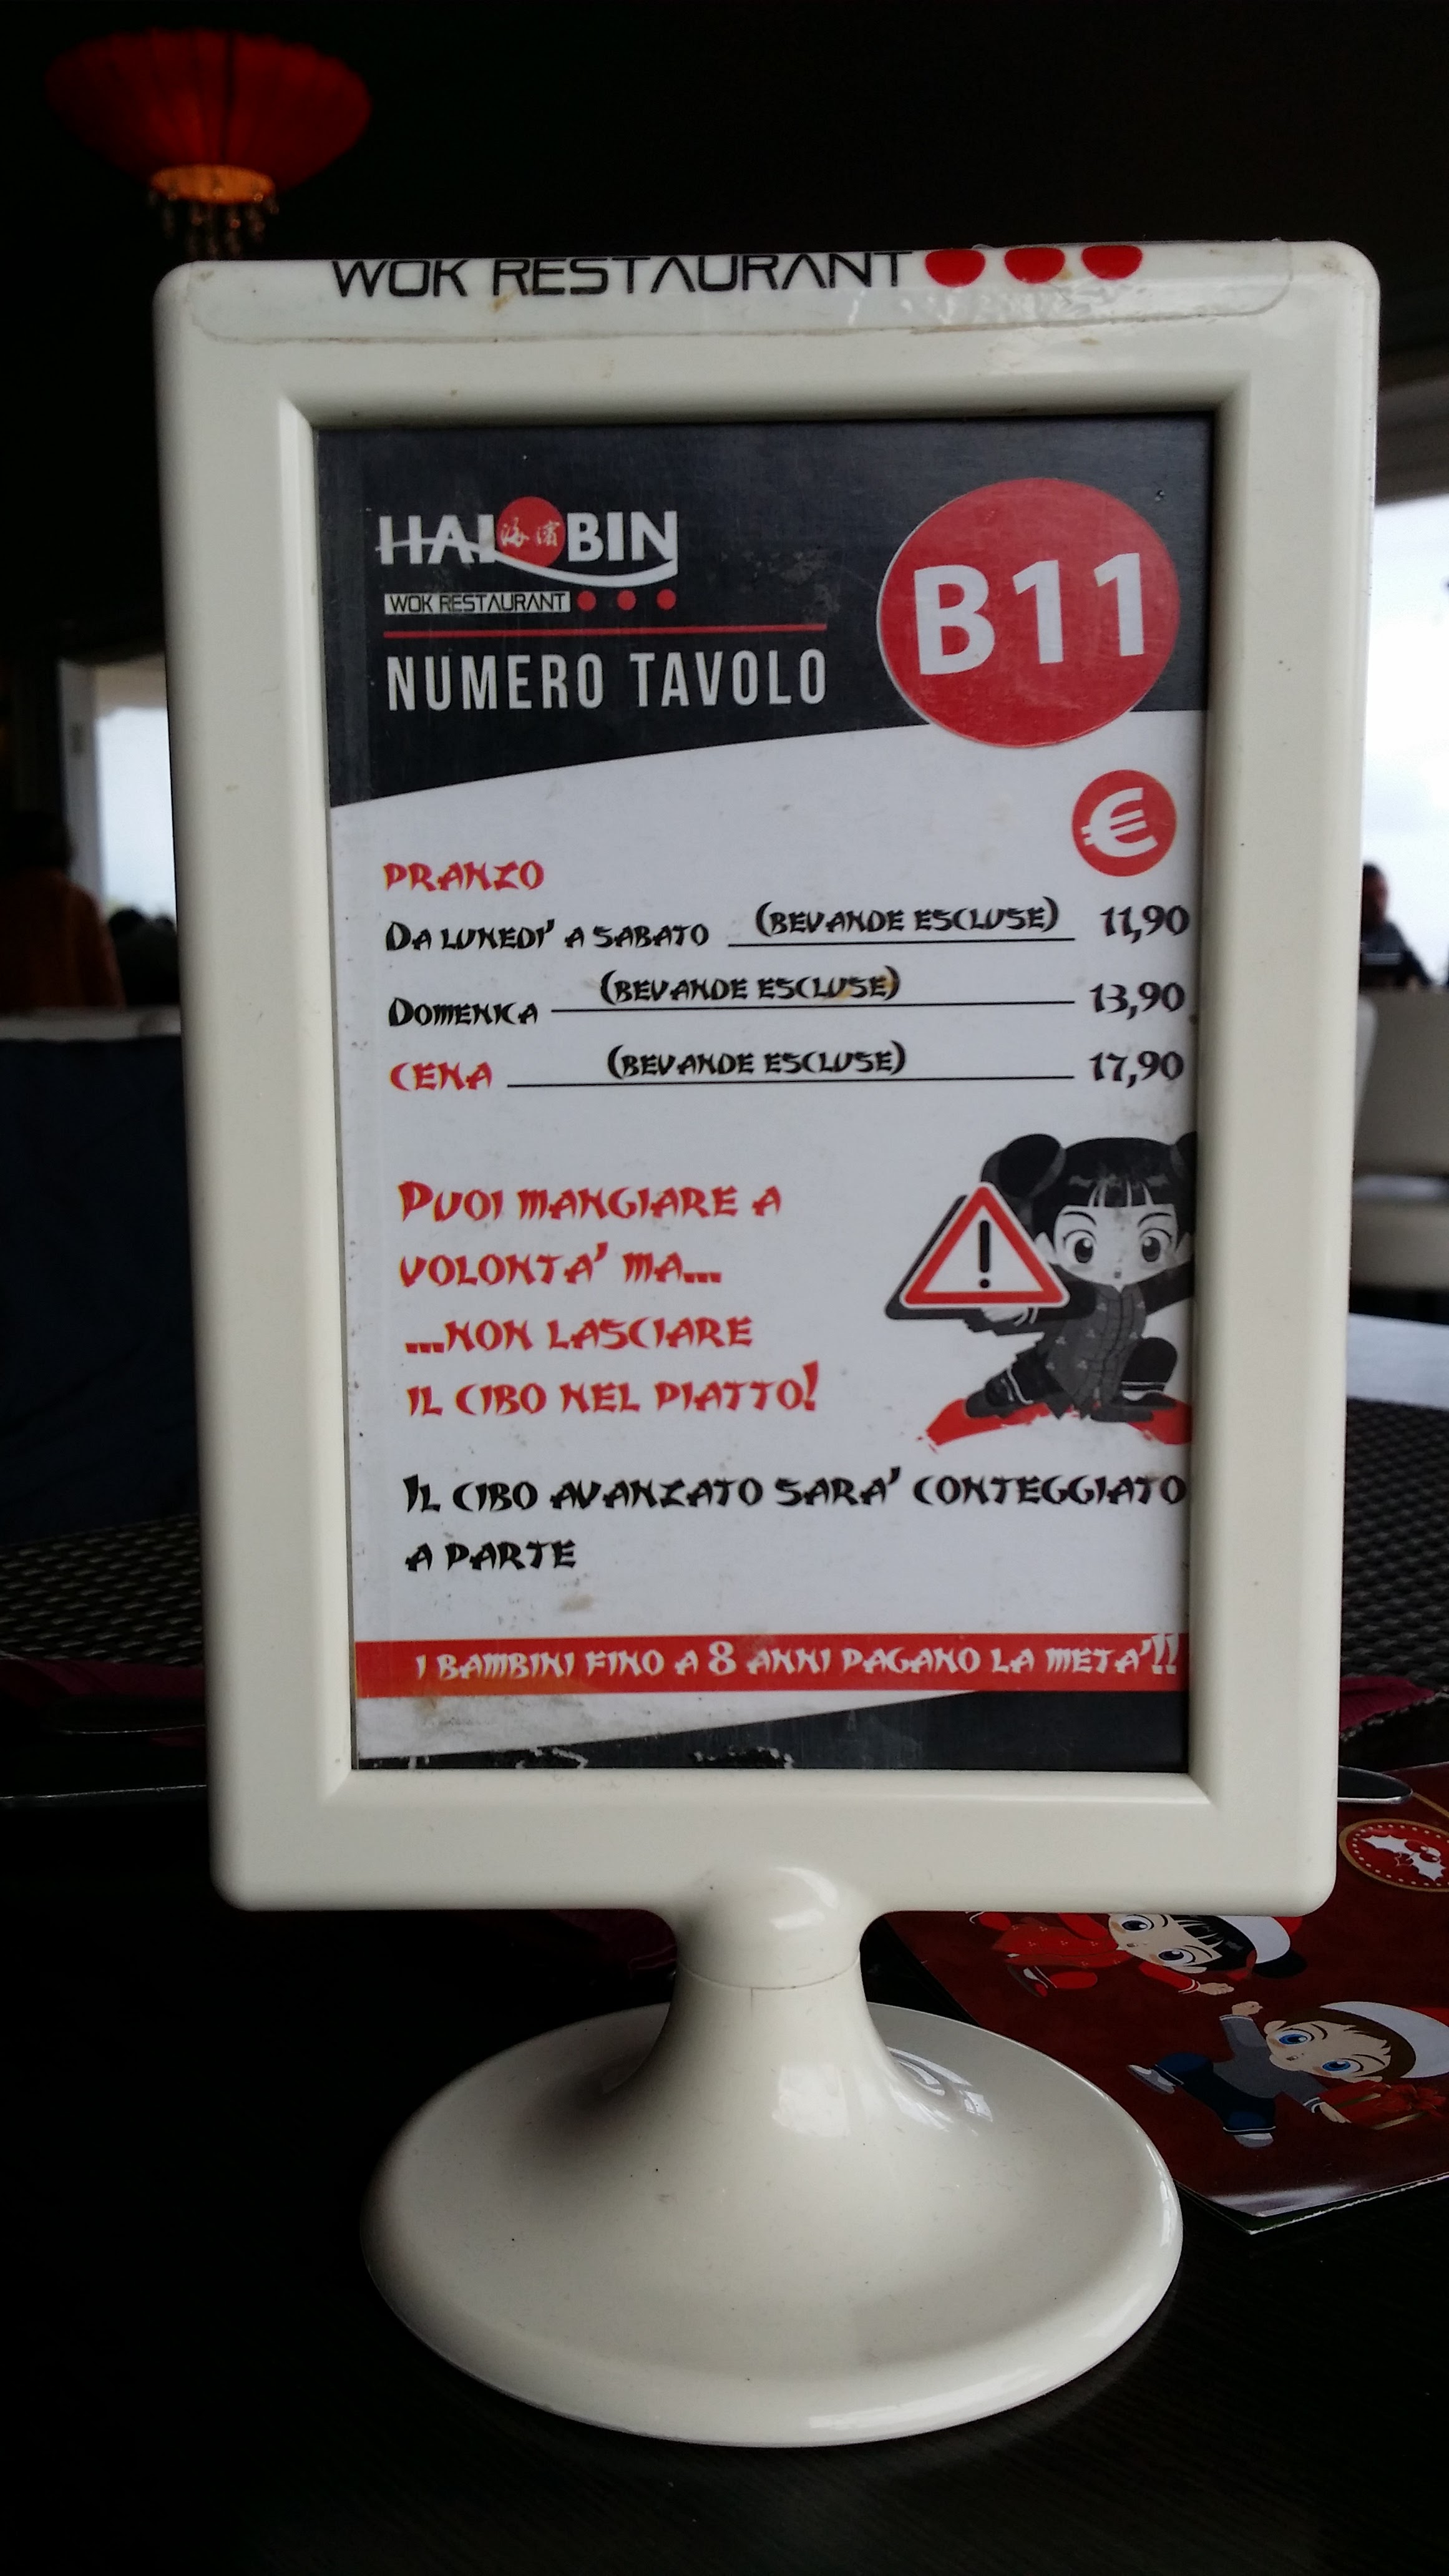 WOK RESTAURANT
HAI 海濱 BIN
WOK RESTAURANT
NUMERO TAVOLO
B11
€
PRANZO
DA LUNEDI' A SABATO (BEVANDE ESCLUSE) 11,90
DOMENICA (BEVANDE ESCLUSE) 13,90
CENA (BEVANDE ESCLUSE) 17,90
PUOI MANGIARE A
VOLONTA' MA...
...NON LASCIARE
IL CIBO NEL PIATTO!
IL CIBO AVANZATO SARA' CONTEGGIATO
A PARTE
I BAMBINI FINO A 8 ANNI PAGANO LA META'!!